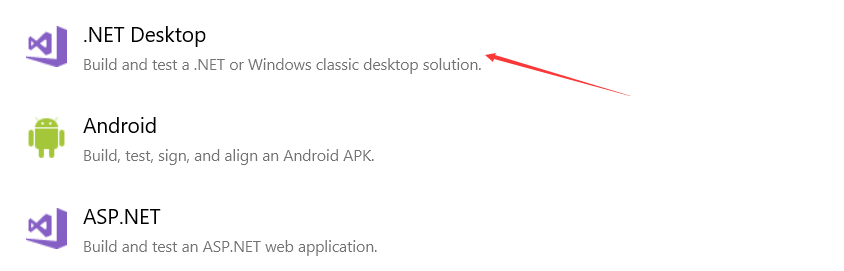 .NET Desktop
Build and test a .NET or Windows classic desktop solution.
Android
Build, test, sign, and align an Android APK.
ASP.NET
Build and test an ASP.NET web application.